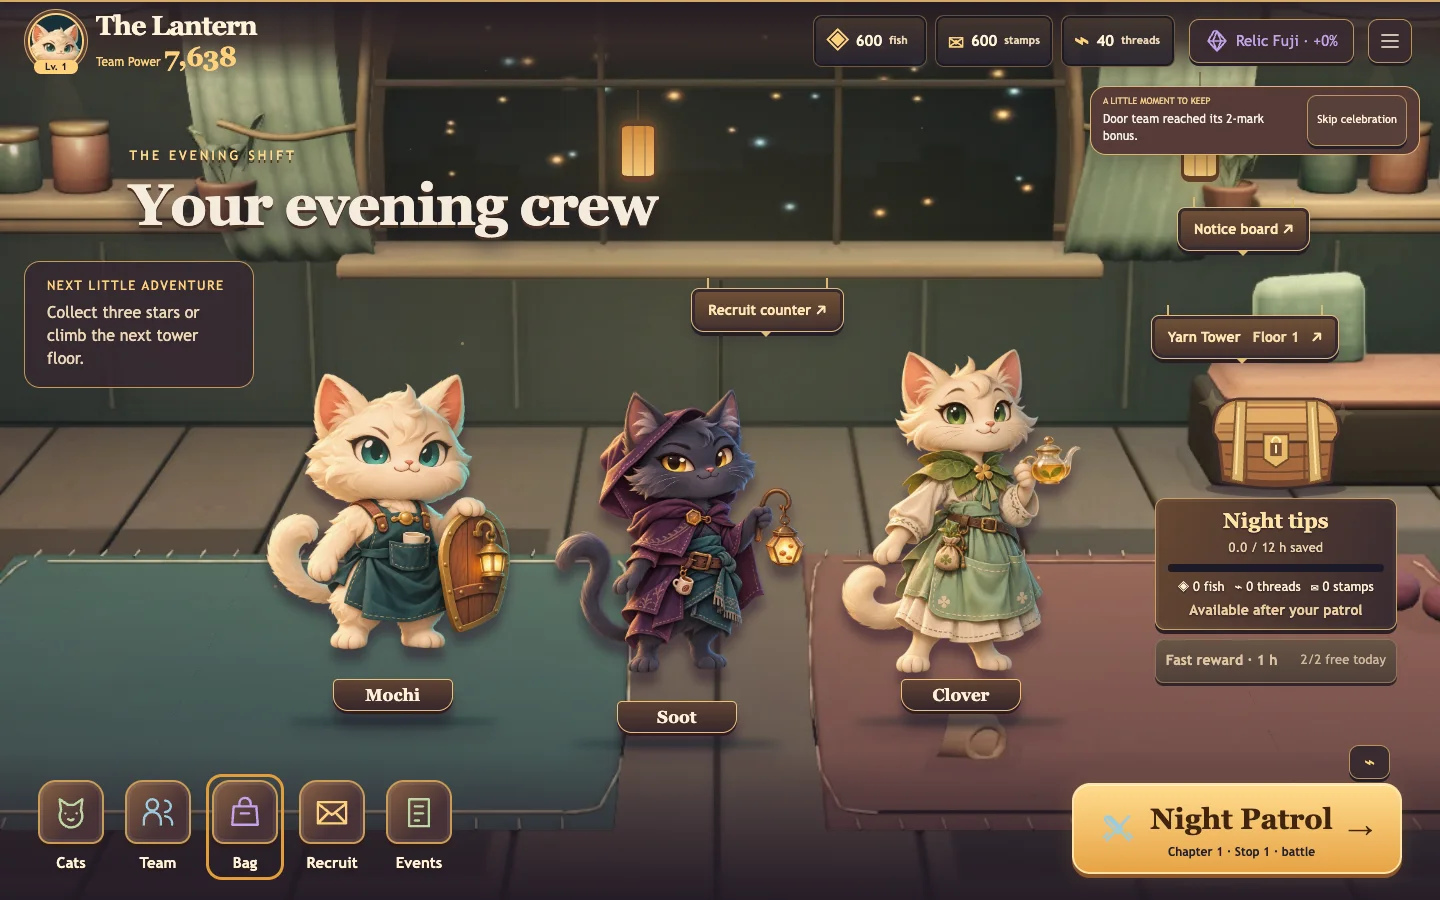 The Lantern
Team Power 7,638
Lv. 1
600 fish
600 stamps
40 threads
Relic Fuji · +0%
A LITTLE MOMENT TO KEEP
Door team reached its 2-mark
bonus.
Skip celebration
THE EVENING SHIFT
Your evening crew
Notice board ↗
NEXT LITTLE ADVENTURE
Collect three stars or
climb the next tower
floor.
Recruit counter ↗
Yarn Tower Floor 1 ↗
Night tips
0.0 / 12 h saved
0 fish 0 threads 0 stamps
Available after your patrol
Fast reward · 1 h 2/2 free today
Mochi
Soot
Clover
Cats
Team
Bag
Recruit
Events
Night Patrol →
Chapter 1 · Stop 1 · battle